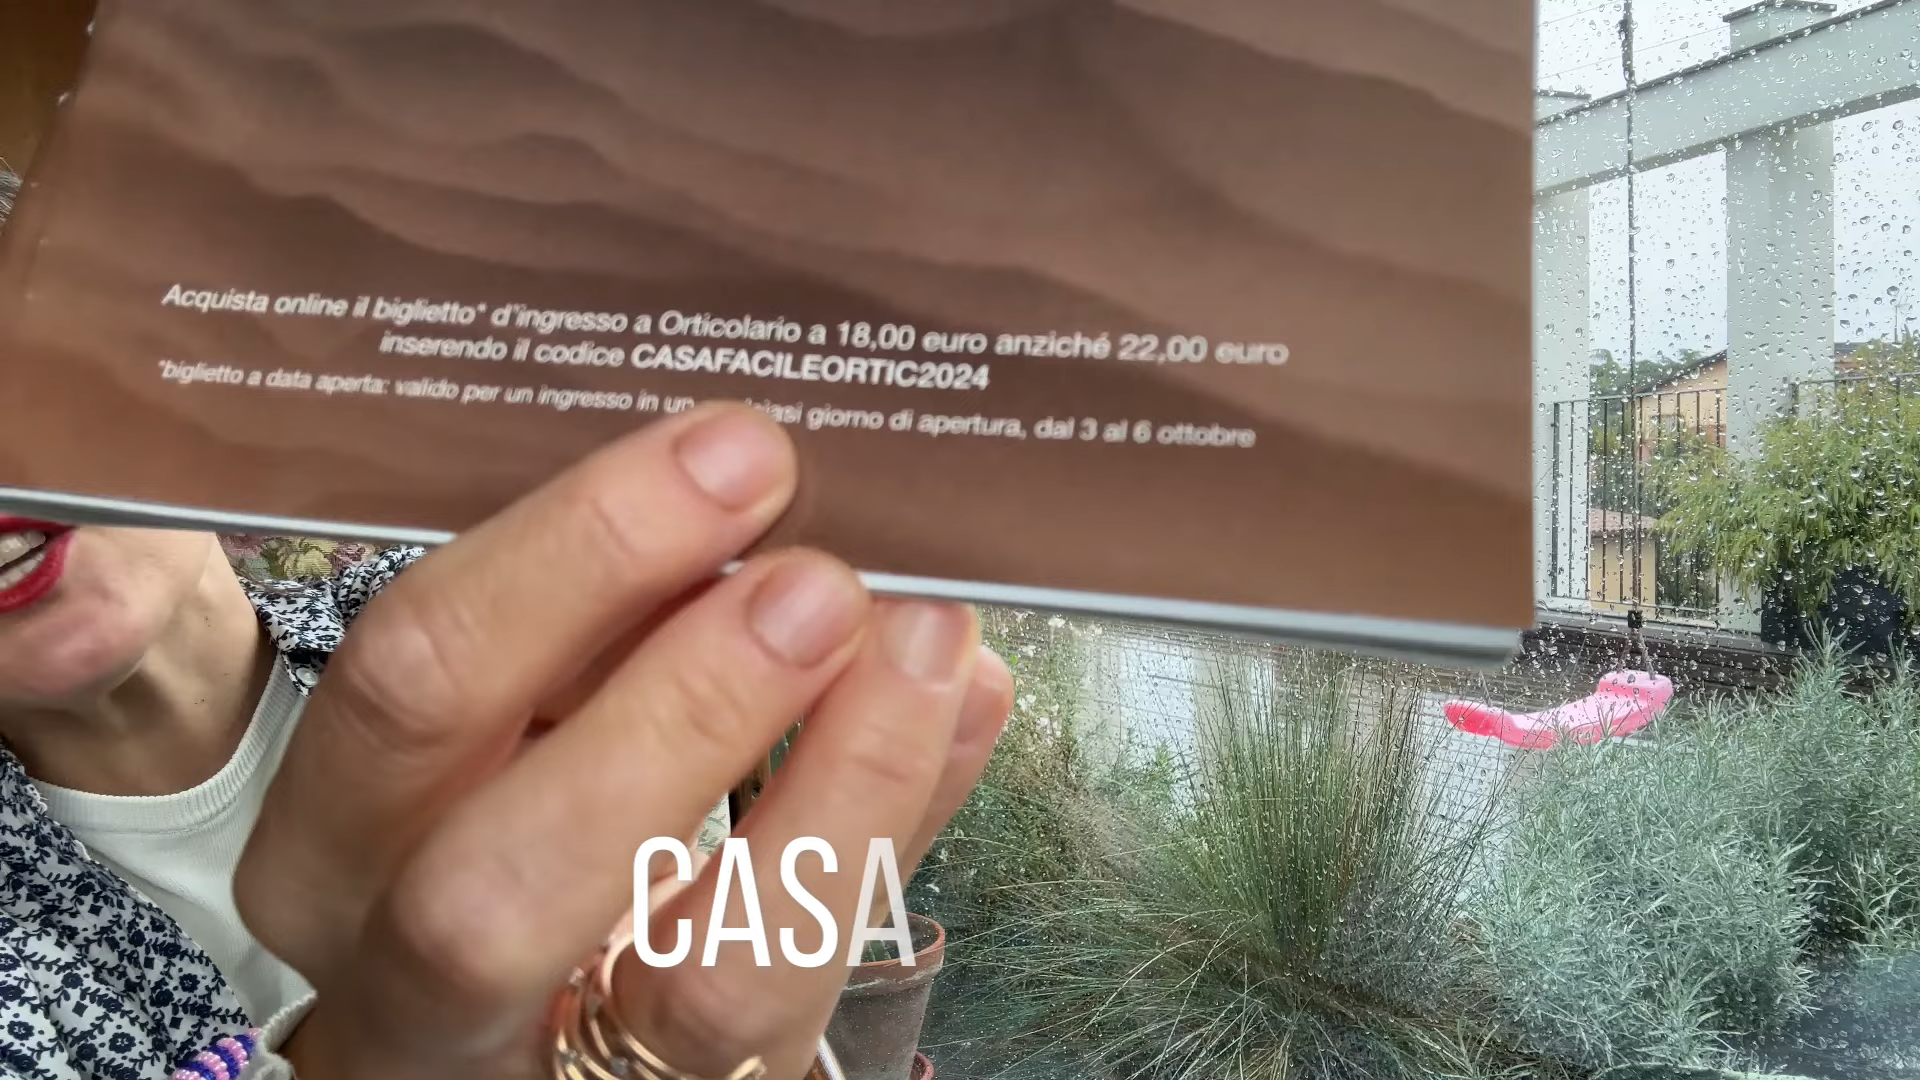 Acquista online il biglietto* d'ingresso a Orticolario a 18,00 euro anziché 22,00 euro
inserendo il codice CASAFACILEORTIC2024
*biglietto a data aperta: valido per un ingresso in un giorno di apertura, dal 3 al 6 ottobre
CASA